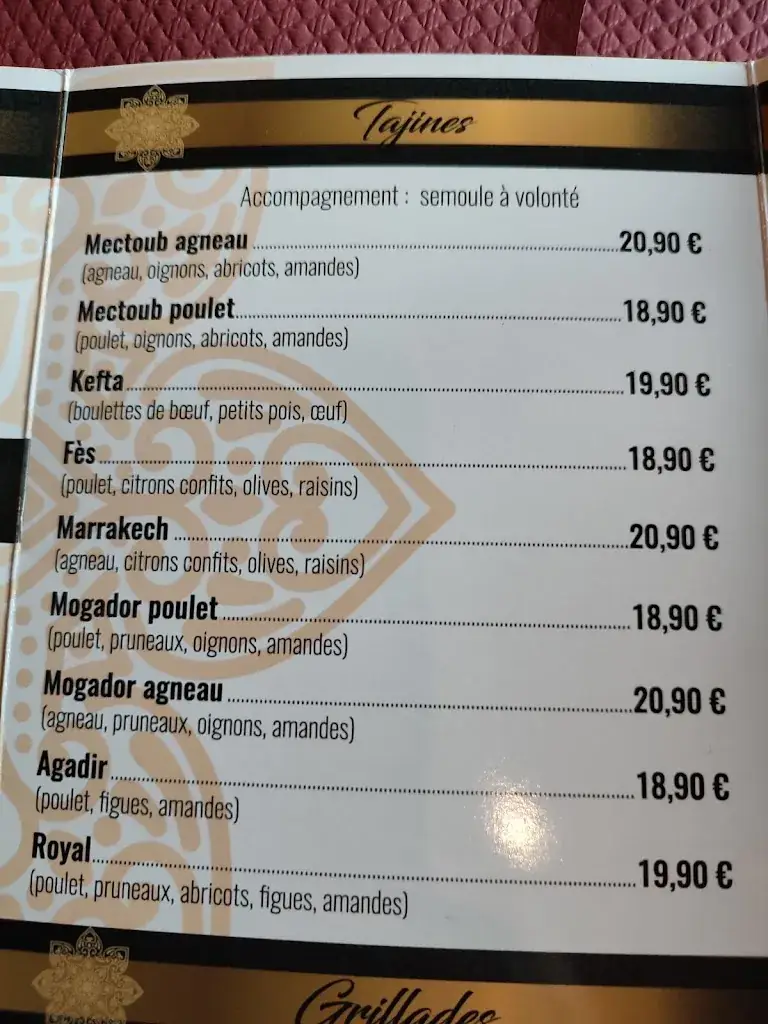 Tajines
Accompagnement : semoule à volonté
Mectoub agneau 20,90 €
(agneau, oignons, abricots, amandes)
Mectoub poulet 18,90 €
(poulet, oignons, abricots, amandes)
Kefta 19,90 €
(boulettes de bœuf, petits pois, œuf)
Fès 18,90 €
(poulet, citrons confits, olives, raisins)
Marrakech 20,90 €
(agneau, citrons confits, olives, raisins)
Mogador poulet 18,90 €
(poulet, pruneaux, oignons, amandes)
Mogador agneau 20,90 €
(agneau, pruneaux, oignons, amandes)
Agadir 18,90 €
(poulet, figues, amandes)
Royal 19,90 €
(poulet, pruneaux, abricots, figues, amandes)
Grillades